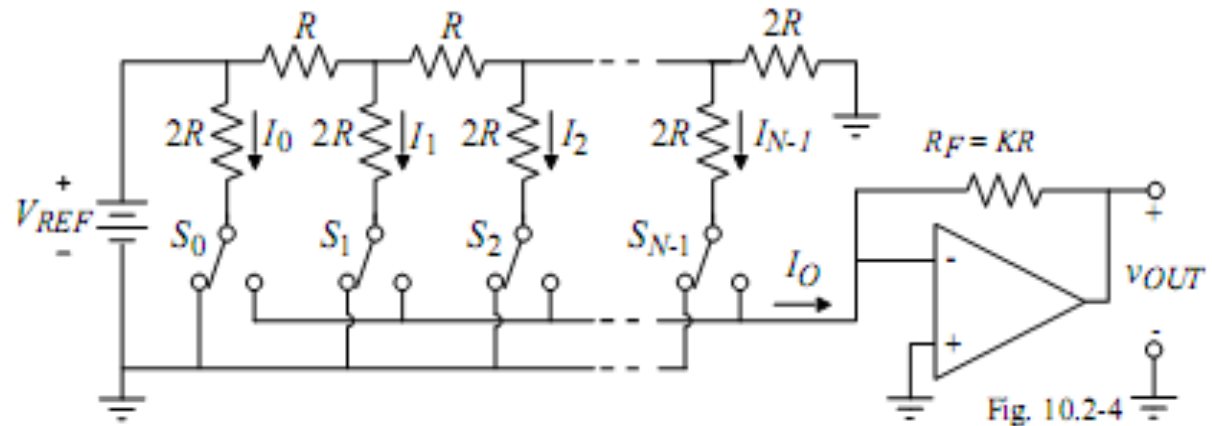 R R 2R
2R I0 2R I1 2R I2 2R IN-1
RF = KR
+
VREF
-
S0 S1 S2 SN-1
IO
+
-
vOUT
+
-
Fig. 10.2-4